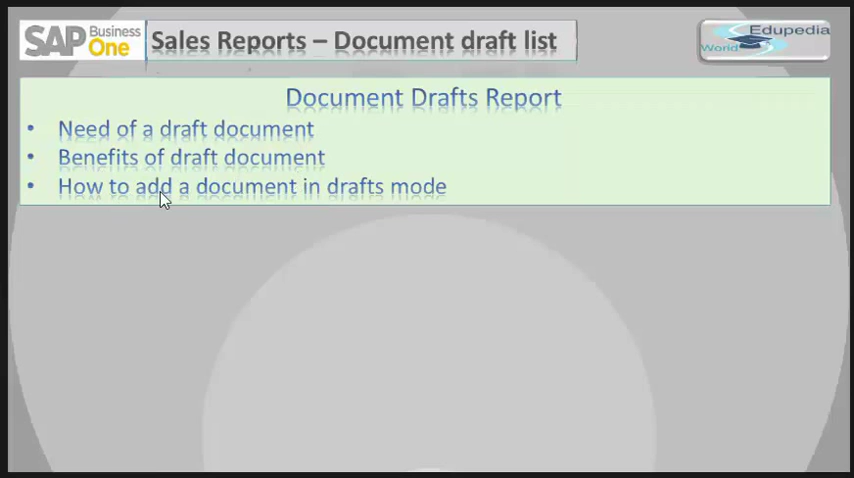 SAP Business One
Sales Reports – Document draft list
Edupedia
World
Document Drafts Report
• Need of a draft document
• Benefits of draft document
• How to add a document in drafts mode